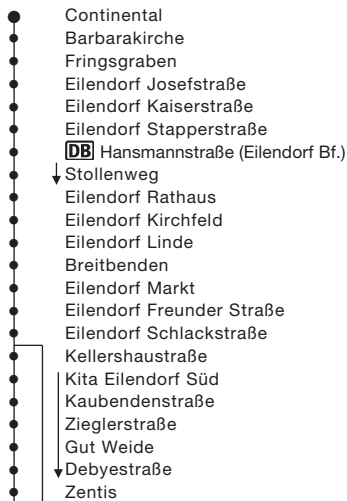 Continental
Barbarakirche
Fringsgraben
Eilendorf Josefstraße
Eilendorf Kaiserstraße
Eilendorf Stapperstraße
DB Hansmannstraße (Eilendorf Bf.)
Stollenweg
Eilendorf Rathaus
Eilendorf Kirchfeld
Eilendorf Linde
Breitbenden
Eilendorf Markt
Eilendorf Freunder Straße
Eilendorf Schlackstraße
Kellershaustraße
Kita Eilendorf Süd
Kaubendenstraße
Zieglerstraße
Gut Weide
Debyestraße
Zentis